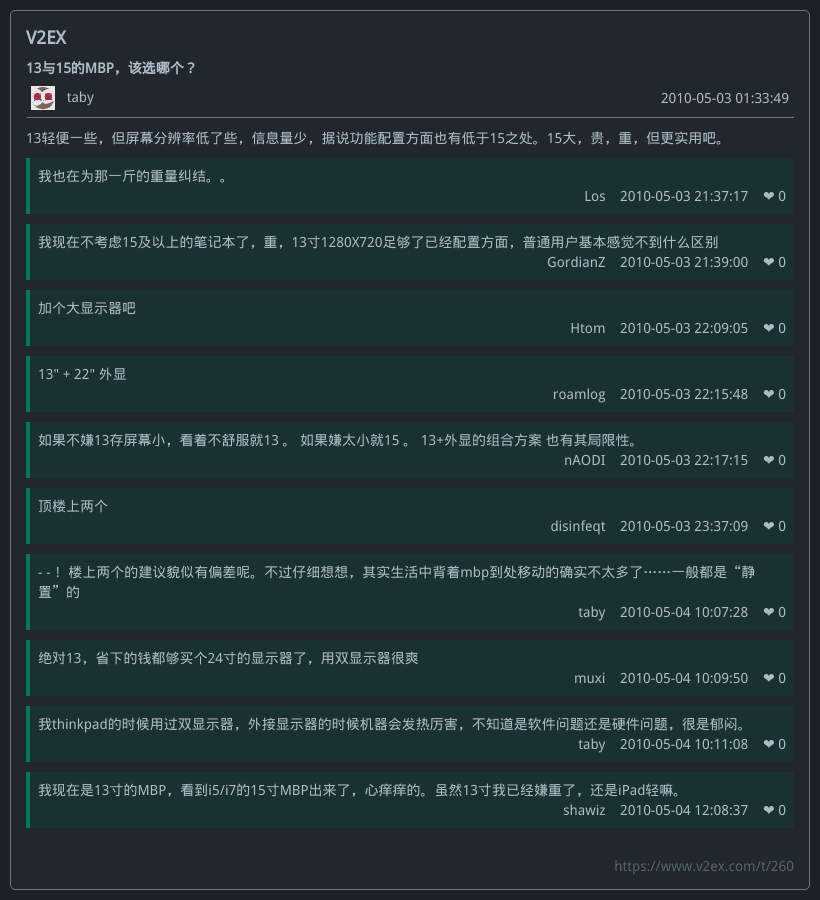 V2EX
13与15的MBP，该选哪个？
taby 2010-05-03 01:33:49
13轻便一些，但屏幕分辨率低了些，信息量少，据说功能配置方面也有低于15之处。15大，贵，重，但更实用吧。
我也在为那一斤的重量纠结。。
Los 2010-05-03 21:37:17 ❤ 0
我现在不考虑15及以上的笔记本了，重，13寸1280X720足够了已经配置方面，普通用户基本感觉不到什么区别
GordianZ 2010-05-03 21:39:00 ❤ 0
加个大显示器吧
Htom 2010-05-03 22:09:05 ❤ 0
13" + 22" 外显
roamlog 2010-05-03 22:15:48 ❤ 0
如果不嫌13存屏幕小，看着不舒服就13 。 如果嫌太小就15 。 13+外显的组合方案 也有其局限性。
nAODI 2010-05-03 22:17:15 ❤ 0
顶楼上两个
disinfeqt 2010-05-03 23:37:09 ❤ 0
- -！楼上两个的建议貌似有偏差呢。不过仔细想想，其实生活中背着mbp到处移动的确实不太多了……一般都是“静
置”的
taby 2010-05-04 10:07:28 ❤ 0
绝对13，省下的钱都够买个24寸的显示器了，用双显示器很爽
muxi 2010-05-04 10:09:50 ❤ 0
我thinkpad的时候用过双显示器，外接显示器的时候机器会发热厉害，不知道是软件问题还是硬件问题，很是郁闷。
taby 2010-05-04 10:11:08 ❤ 0
我现在是13寸的MBP，看到i5/i7的15寸MBP出来了，心痒痒的。虽然13寸我已经嫌重了，还是iPad轻嘛。
shawiz 2010-05-04 12:08:37 ❤ 0
https://www.v2ex.com/t/260